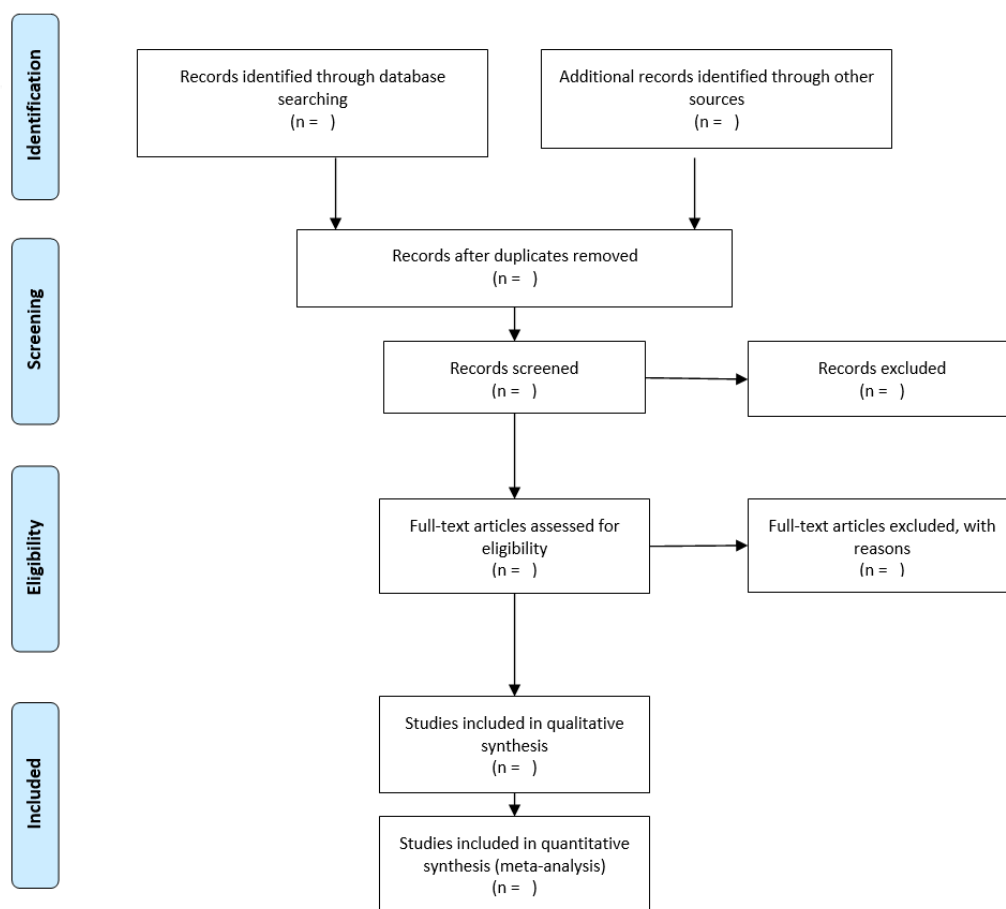 Identification
Records identified through database
searching
(n =   )
Additional records identified through other
sources
(n =   )
Screening
Records after duplicates removed
(n =   )
Records screened
(n =   )
Records excluded
(n =   )
Eligibility
Full-text articles assessed for
eligibility
(n =   )
Full-text articles excluded, with
reasons
(n =   )
Included
Studies included in qualitative
synthesis
(n =   )
Studies included in quantitative
synthesis (meta-analysis)
(n =   )